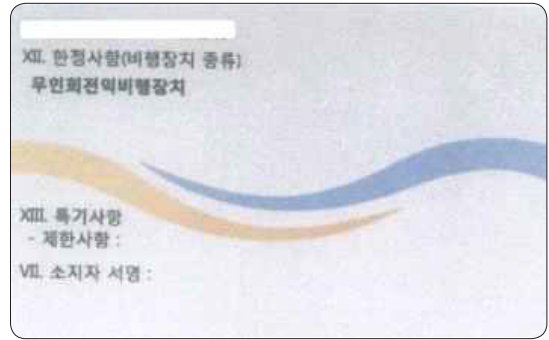 XII. 한정사항(비행장치 종류)
무인회전익비행장치
XIII. 특기사항
- 제한사항 :
VII. 소지자 서명 :